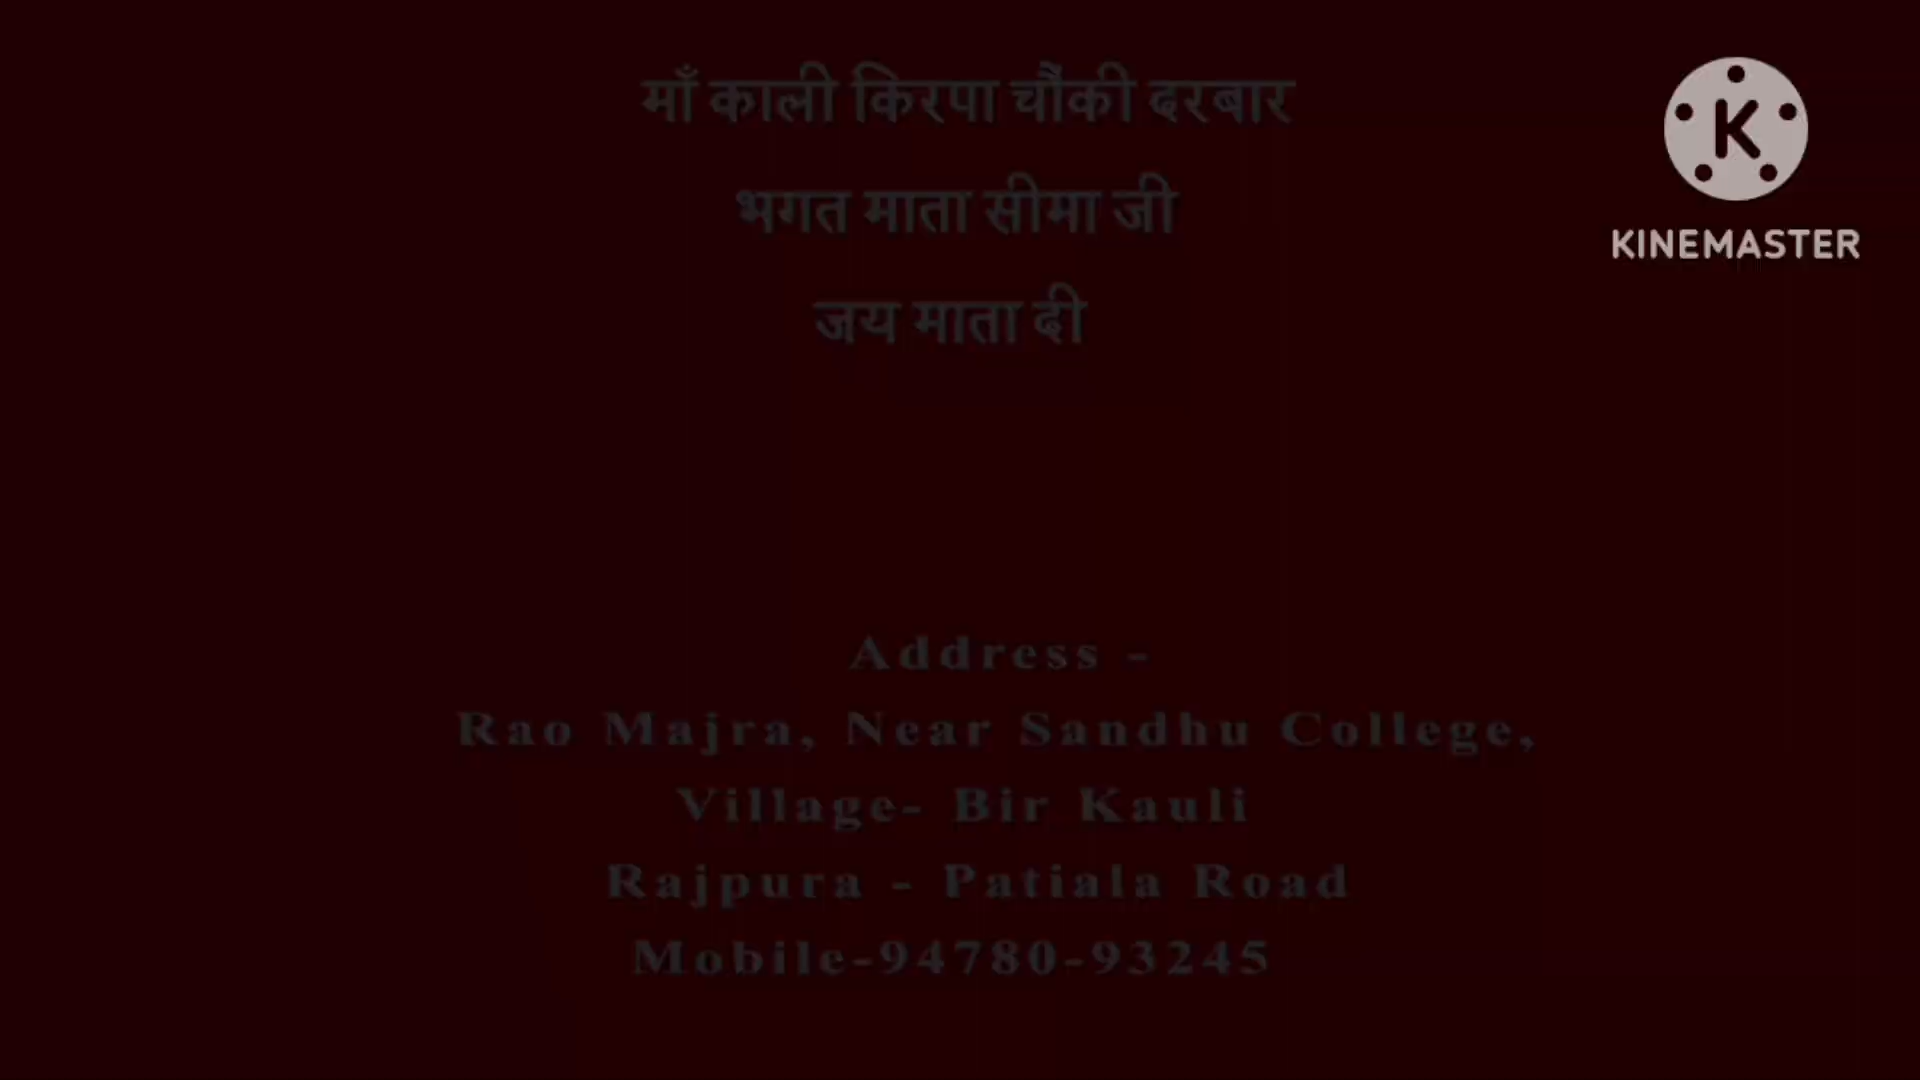 माँ काली किरपा चौंकी दरबार
भगत माता सीमा जी
जय माता दी
K
KINEMASTER
Address -
Rao Majra, Near Sandhu College,
Village- Bir Kauli
Rajpura - Patiala Road
Mobile-94780-93245